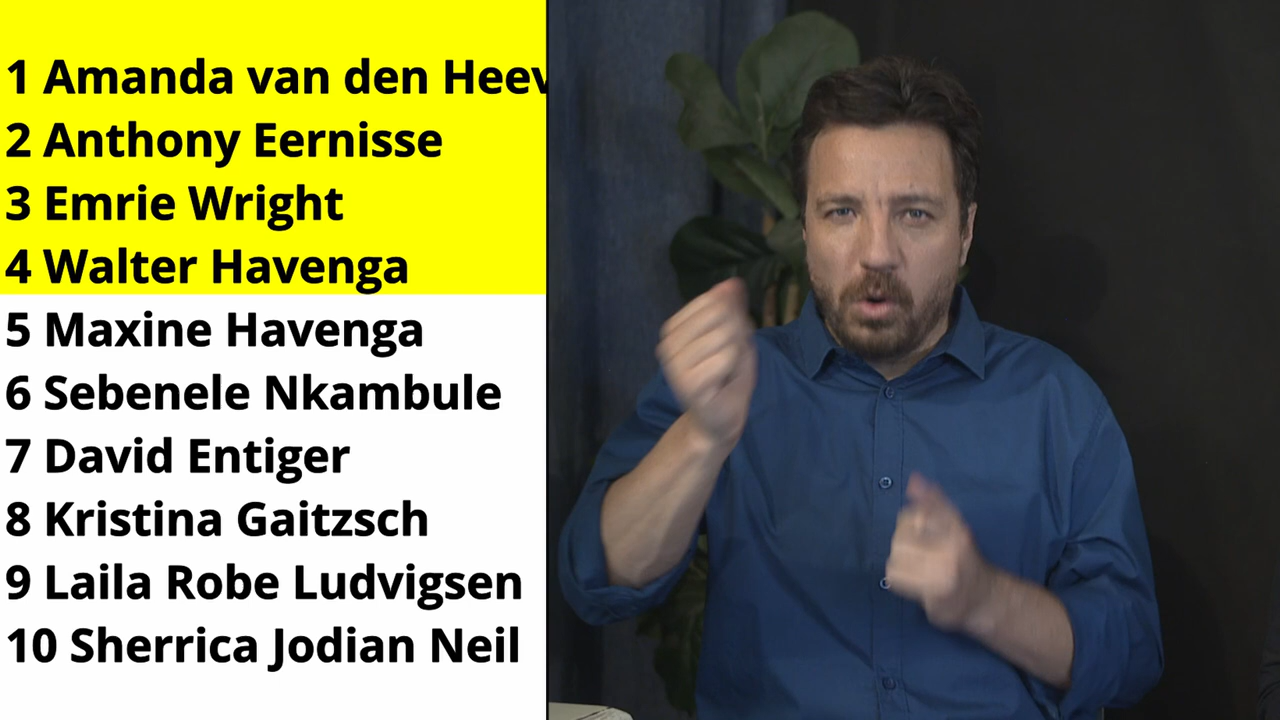 1 Amanda van den Heev
2 Anthony Eernisse
3 Emrie Wright
4 Walter Havenga
5 Maxine Havenga
6 Sebenele Nkambule
7 David Entiger
8 Kristina Gaitzsch
9 Laila Robe Ludvigsen
10 Sherrica Jodian Neil